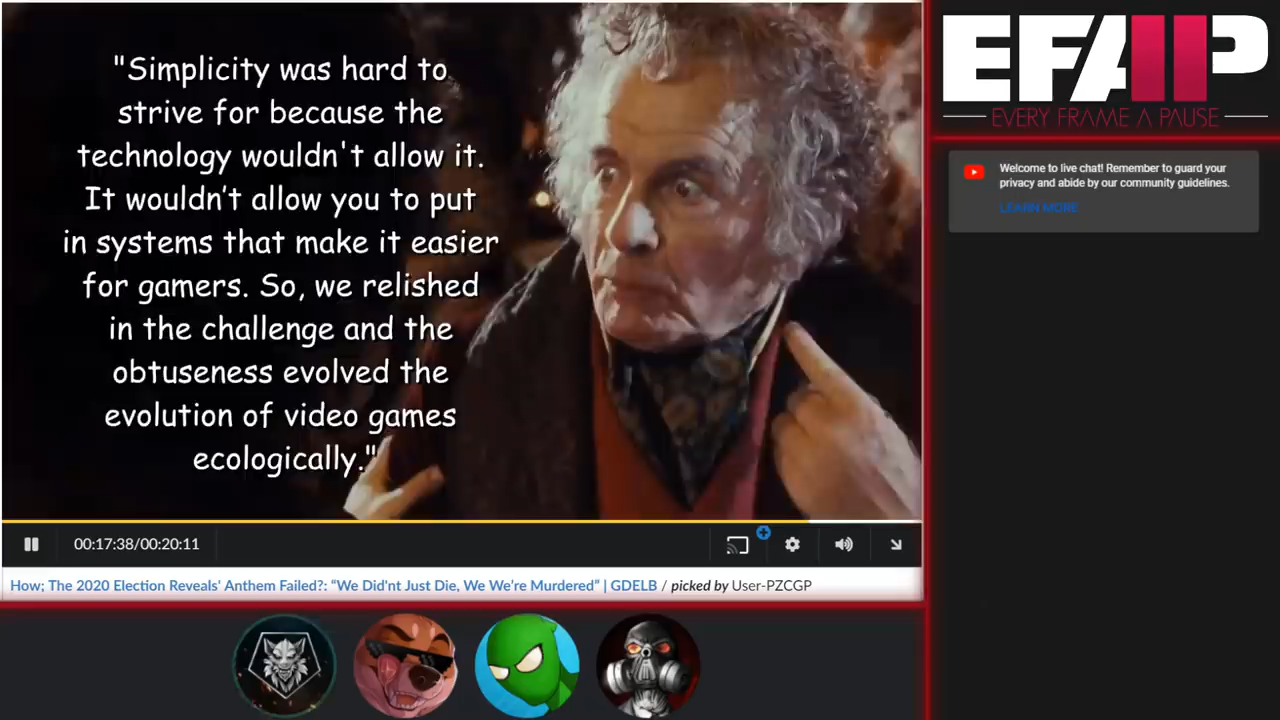 "Simplicity was hard to
strive for because the
technology wouldn't allow it.
It wouldn't allow you to put
in systems that make it easier
for gamers. So, we relished
in the challenge and the
obtuseness evolved the
evolution of video games
ecologically."
00:17:38/00:20:11
How; The 2020 Election Reveals' Anthem Failed?: “We Did'nt Just Die, We We're Murdered” | GDELB / picked by User-PZCGP
EFAP
EVERY FRAME A PAUSE
Welcome to live chat! Remember to guard your
privacy and abide by our community guidelines.
LEARN MORE